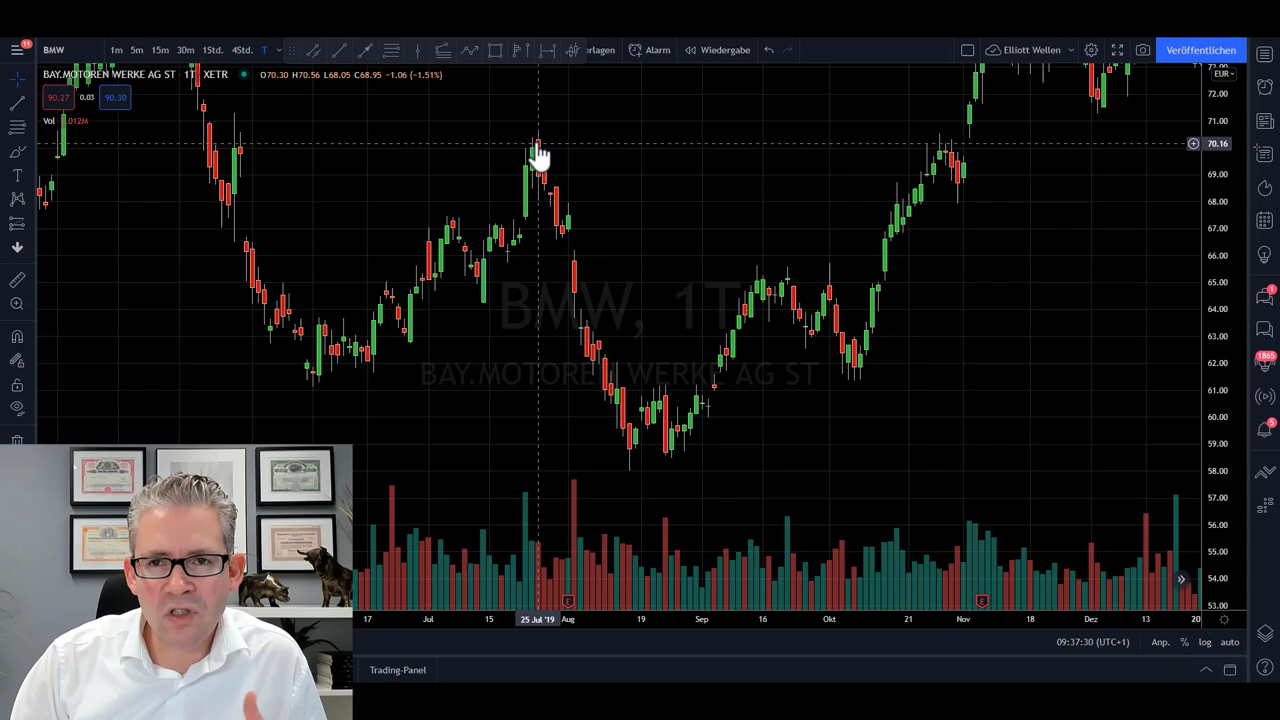 11
BMW 1m 5m 15m 30m 1Std. 4Std. T orlagen Alarm Wiedergabe Elliott Wellen Veröffentlichen
BAY.MOTOREN WERKE AG ST · 1T · XETR O70.30 H70.56 L68.05 C68.95 −1.06 (−1.51%) EUR
90.27 0.03 90.30
72.00
Vol
71.00
70.16
69.00
68.00
67.00
66.00
65.00
BMW, 1T
64.00
63.00
BAY.MOTOREN WERKE AG ST
62.00
61.00
60.00
59.00
58.00
57.00
56.00
55.00
54.00
53.00
E E
17 Jul 15 25 Jul '19 Aug 19 Sep 16 Okt 21 Nov 18 Dez 13 20
09:37:30 (UTC+1) Anp. % log auto
Trading-Panel
1
1865
5